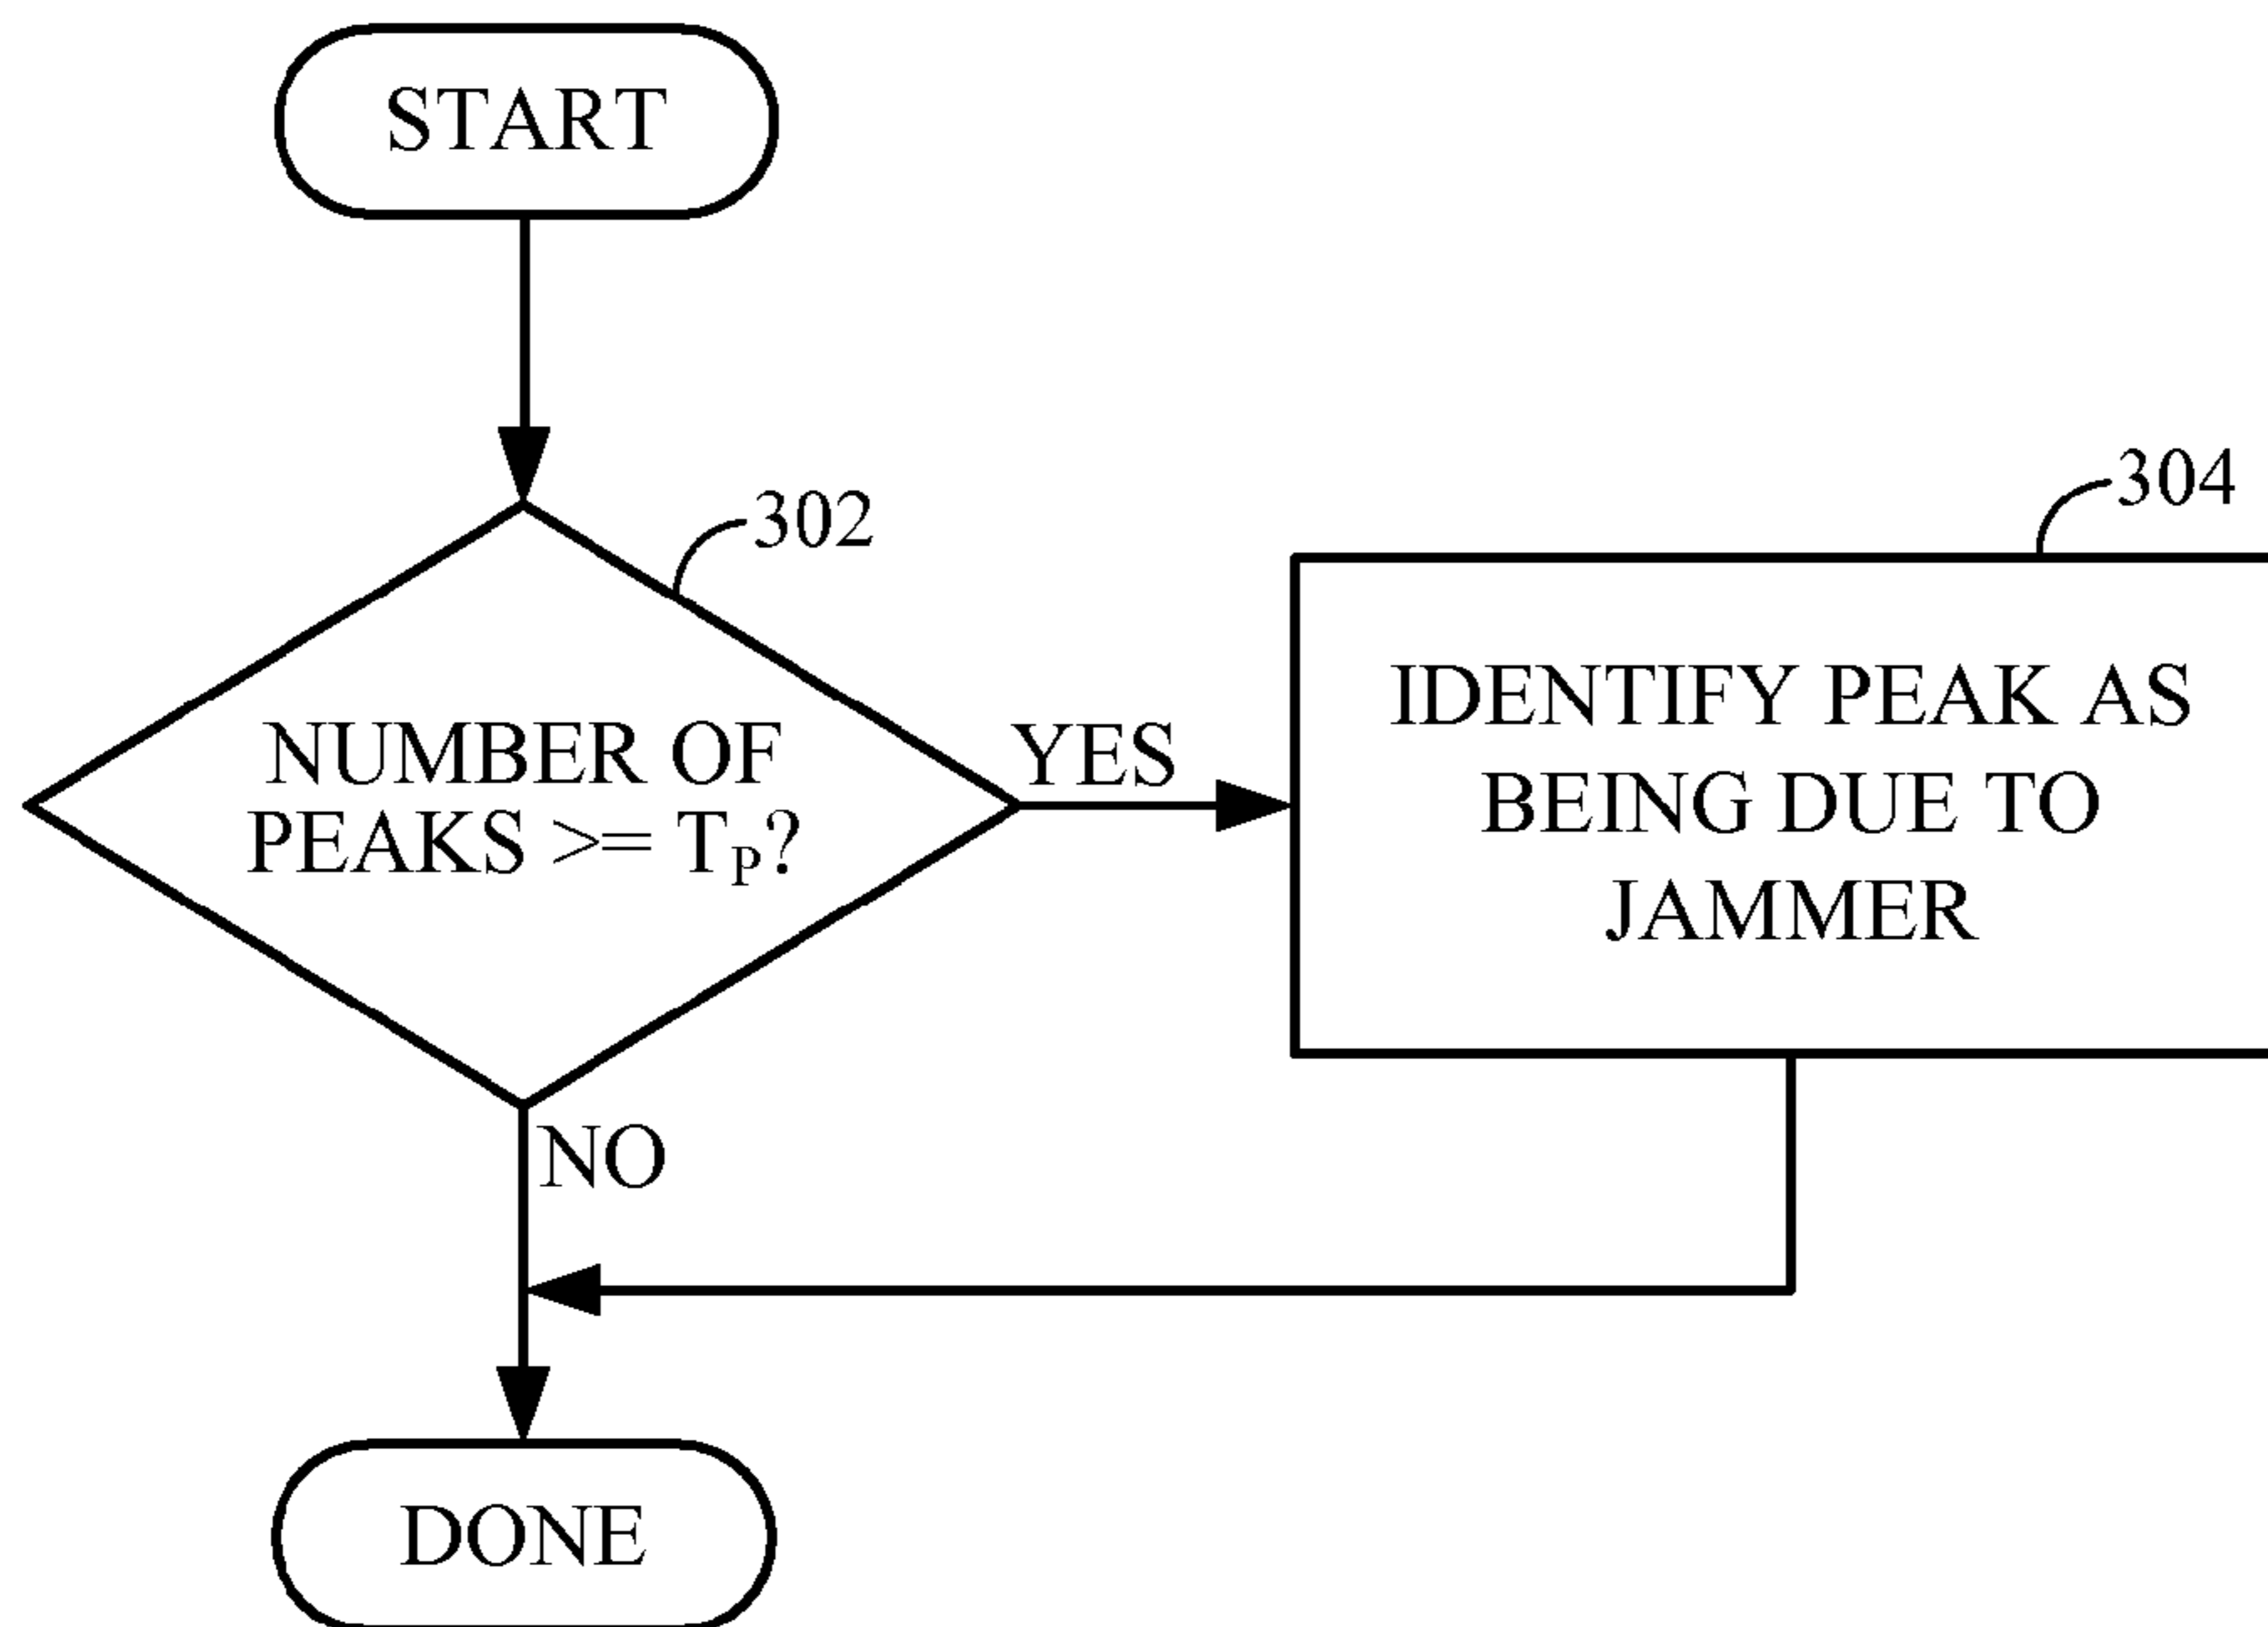 START
302
304
NUMBER OF
PEAKS >= TP?
YES
IDENTIFY PEAK AS
BEING DUE TO
JAMMER
NO
DONE